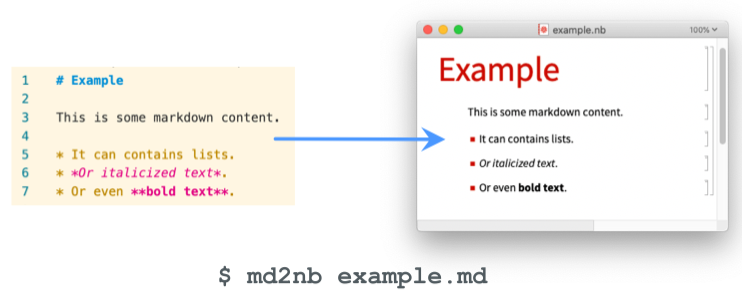 1 # Example
2
3 This is some markdown content.
4
5 * It can contains lists.
6 * *Or italicized text*.
7 * Or even **bold text**.
example.nb
100%
Example
This is some markdown content.
It can contains lists.
Or italicized text.
Or even bold text.
$ md2nb example.md